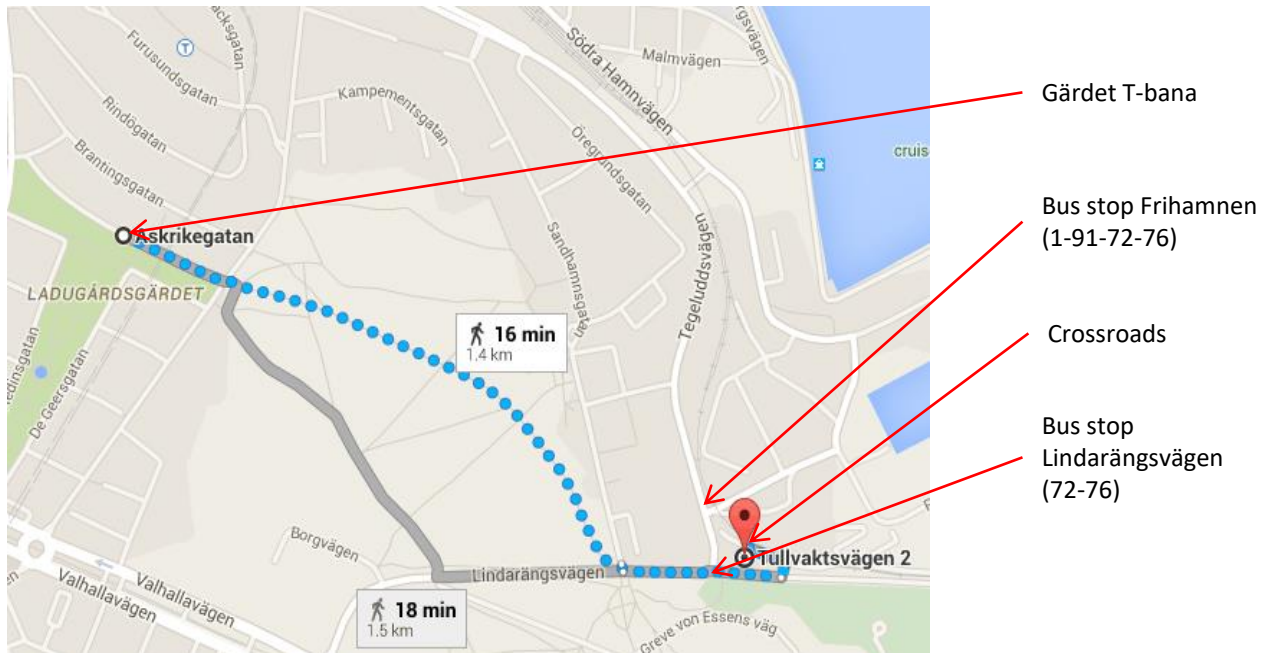 Furusundsgatan
Rindögatan
Brantingsgatan
Askrikegatan
LADUGÅRDSGÄRDET
De Geersgatan
Kampementsgatan
Malmvägen
Södra Hamnvägen
Öregrundsgatan
Sandhamnsgatan
Tegeluddsvägen
cruis
16 min
1.4 km
Borgvägen
Lindarängsvägen
18 min
1.5 km
Valhallavägen
Valhallavägen
Tullvaktsvägen 2
Greve von Essens väg
Gärdet T-bana
Bus stop Frihamnen
(1-91-72-76)
Crossroads
Bus stop
Lindarängsvägen
(72-76)